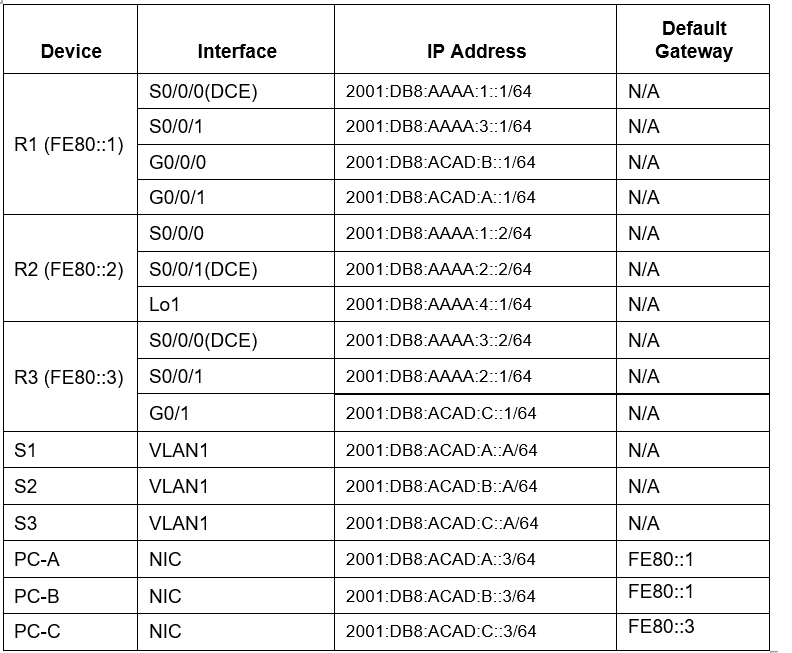 Device Interface IP Address Default Gateway
R1 (FE80::1) S0/0/0(DCE) 2001:DB8:AAAA:1::1/64 N/A
S0/0/1 2001:DB8:AAAA:3::1/64 N/A
G0/0/0 2001:DB8:ACAD:B::1/64 N/A
G0/0/1 2001:DB8:ACAD:A::1/64 N/A
R2 (FE80::2) S0/0/0 2001:DB8:AAAA:1::2/64 N/A
S0/0/1(DCE) 2001:DB8:AAAA:2::2/64 N/A
Lo1 2001:DB8:AAAA:4::1/64 N/A
R3 (FE80::3) S0/0/0(DCE) 2001:DB8:AAAA:3::2/64 N/A
S0/0/1 2001:DB8:AAAA:2::1/64 N/A
G0/1 2001:DB8:ACAD:C::1/64 N/A
S1 VLAN1 2001:DB8:ACAD:A::A/64 N/A
S2 VLAN1 2001:DB8:ACAD:B::A/64 N/A
S3 VLAN1 2001:DB8:ACAD:C::A/64 N/A
PC-A NIC 2001:DB8:ACAD:A::3/64 FE80::1
PC-B NIC 2001:DB8:ACAD:B::3/64 FE80::1
PC-C NIC 2001:DB8:ACAD:C::3/64 FE80::3